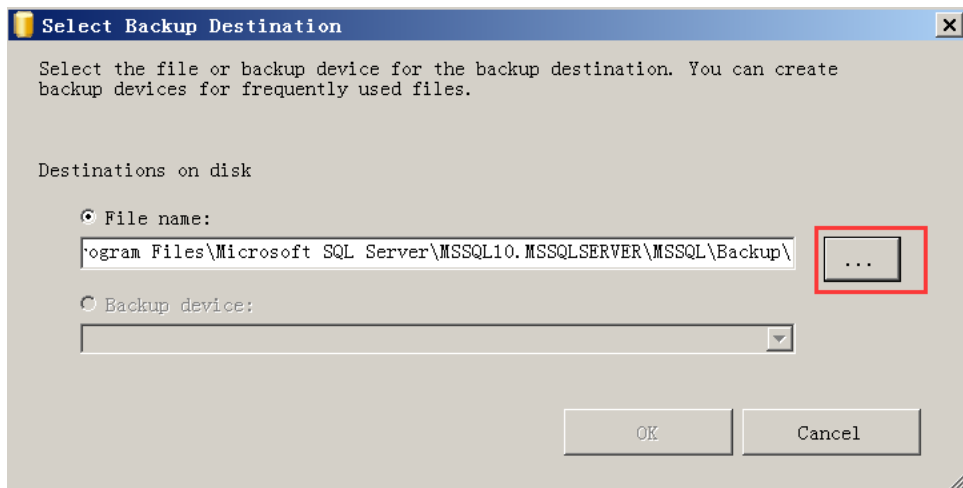 Select Backup Destination
Select the file or backup device for the backup destination. You can create
backup devices for frequently used files.
Destinations on disk
File name:
rogram Files\Microsoft SQL Server\MSSQL10.MSSQLSERVER\MSSQL\Backup\
...
Backup device:
OK
Cancel